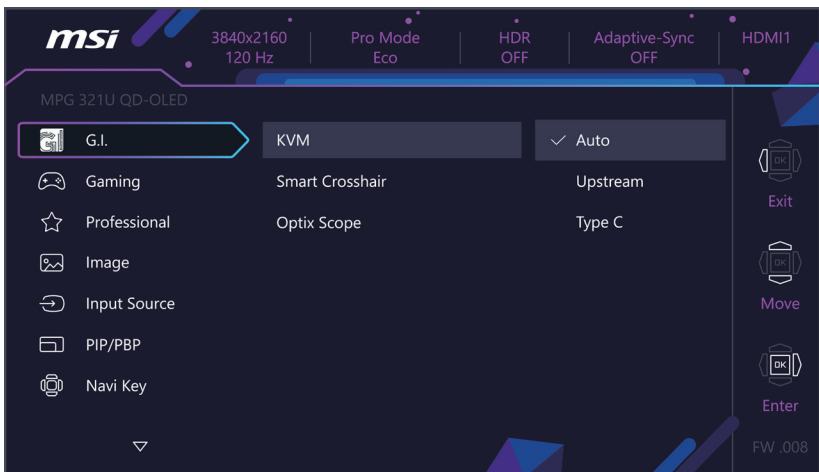 msi
3840x2160
120 Hz
Pro Mode
Eco
HDR
OFF
Adaptive-Sync
OFF
HDMI1
MPG 321U QD-OLED
G.I.
KVM
Auto
Gaming
Smart Crosshair
Upstream
Professional
Optix Scope
Type C
Image
Input Source
PIP/PBP
Navi Key
OK
Exit
OK
Move
OK
Enter
FW .008